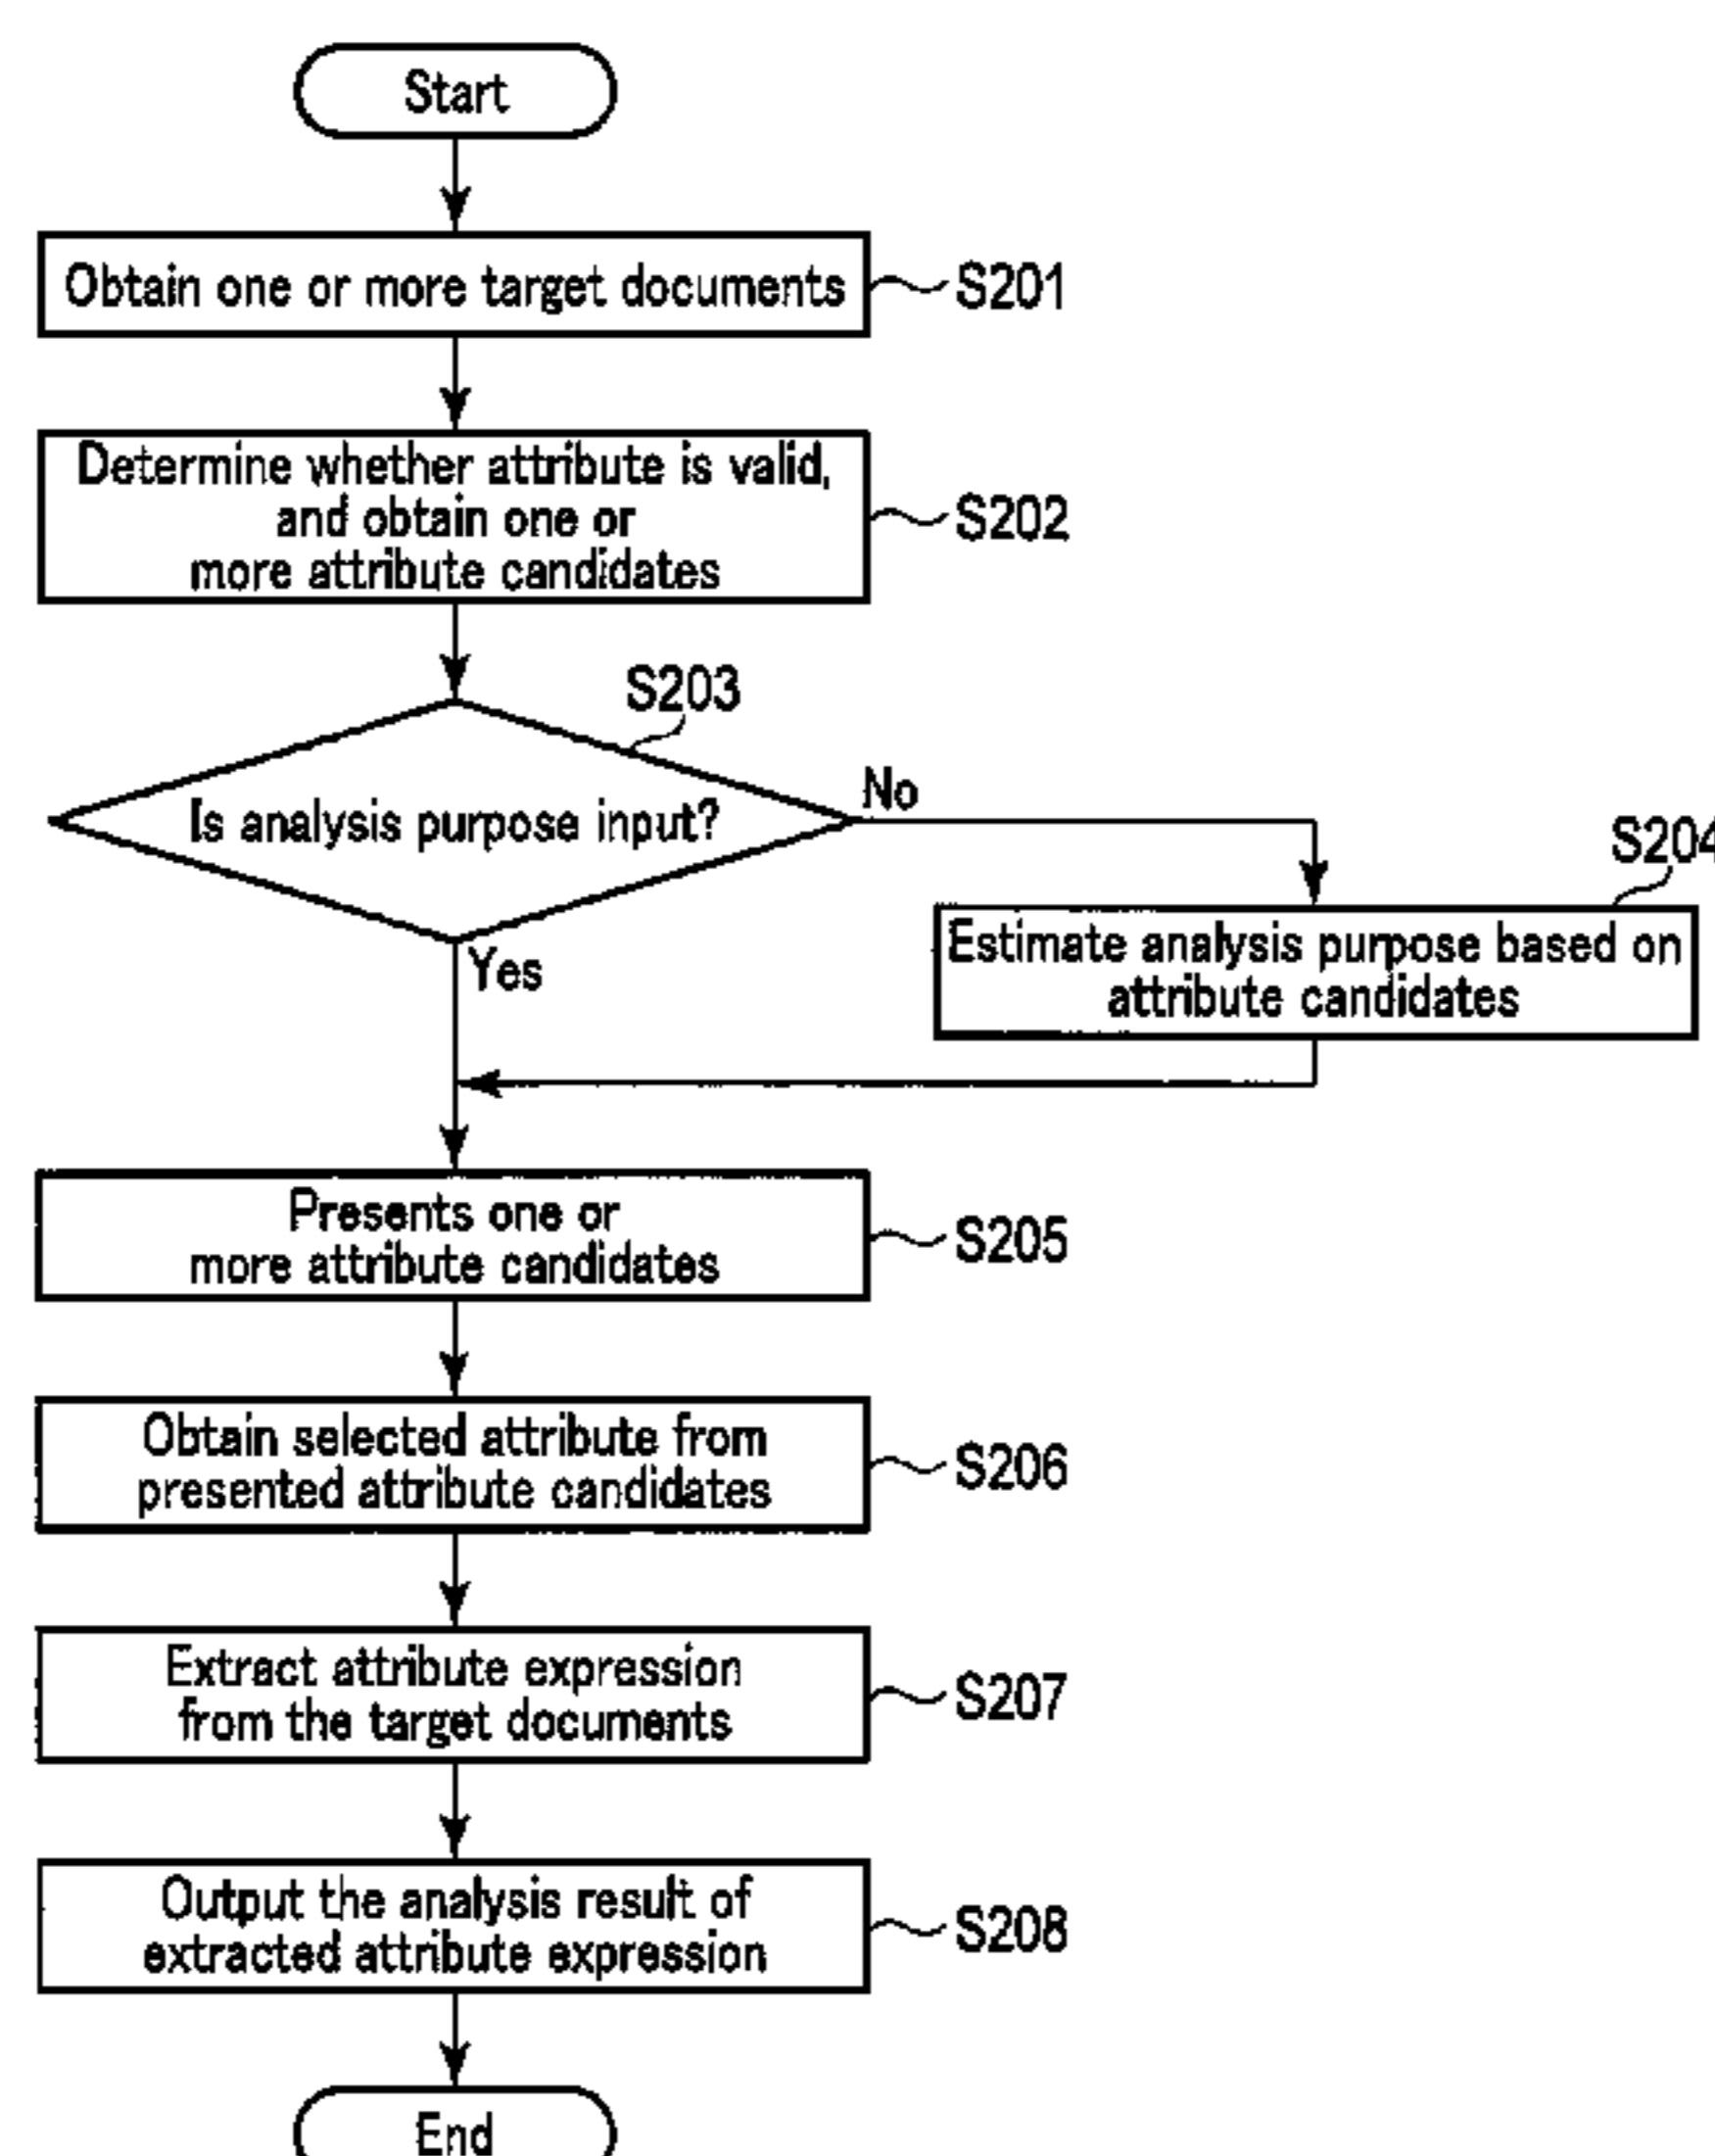 Start
Obtain one or more target documents
S201
Determine whether attribute is valid,
and obtain one or
more attribute candidates
S202
S203
Is analysis purpose input?
No
Yes
S204
Estimate analysis purpose based on
attribute candidates
Presents one or
more attribute candidates
S205
Obtain selected attribute from
presented attribute candidates
S206
Extract attribute expression
from the target documents
S207
Output the analysis result of
extracted attribute expression
S208
End